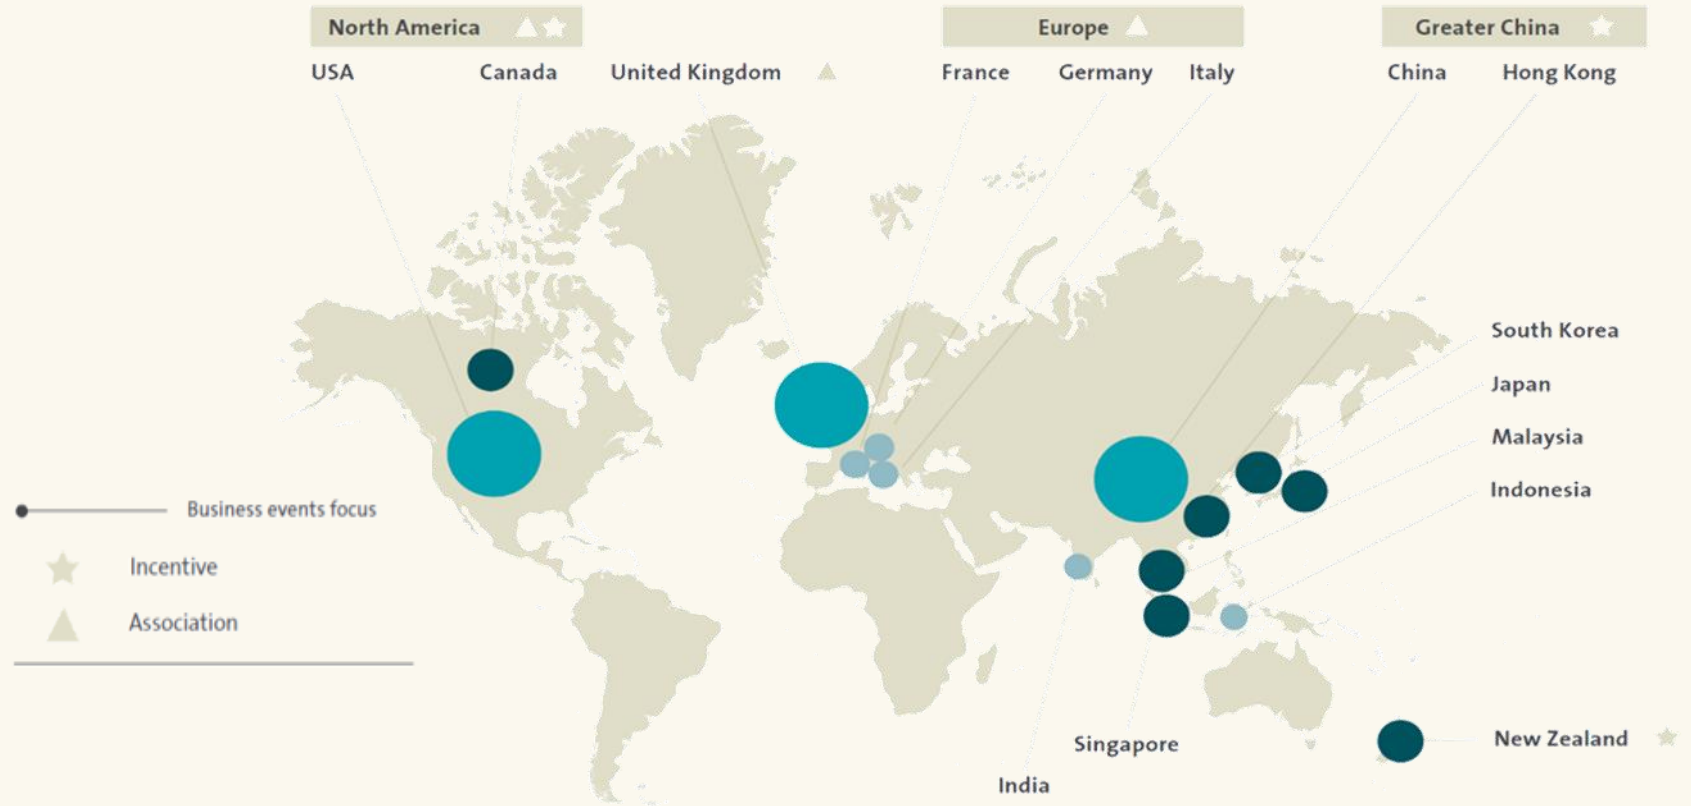 North America
Europe
Greater China
USA
Canada
United Kingdom
France
Germany
Italy
China
Hong Kong
South Korea
Japan
Malaysia
Indonesia
Business events focus
Incentive
Association
New Zealand
Singapore
India